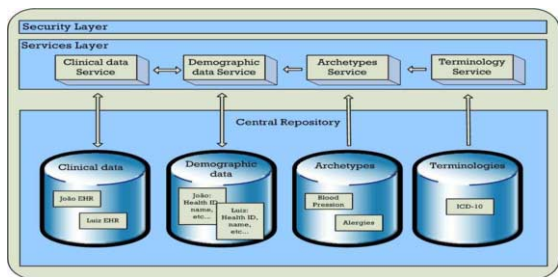 Security Layer
Services Layer
Clinical data
Service
Demographic
data Service
Archetypes
Service
Terminology
Service
Central Repository
Clinical data
João EHR
Luiz EHR
Demographic
data
João:
Health ID,
name,
etc...
Luiz:
Health ID,
name,
etc...
Archetypes
Blood
Pression
Alergies
Terminologies
ICD-10